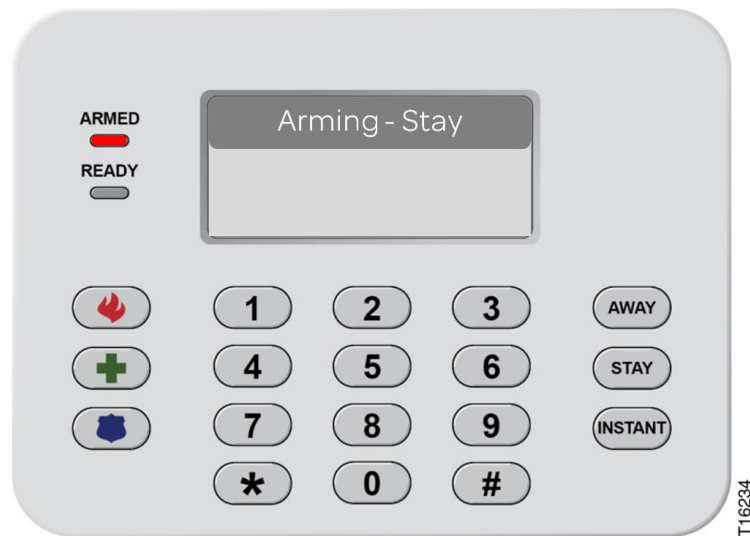 ARMED
READY
Arming - Stay
1 2 3 AWAY
4 5 6 STAY
7 8 9 INSTANT
* 0 #
T16234